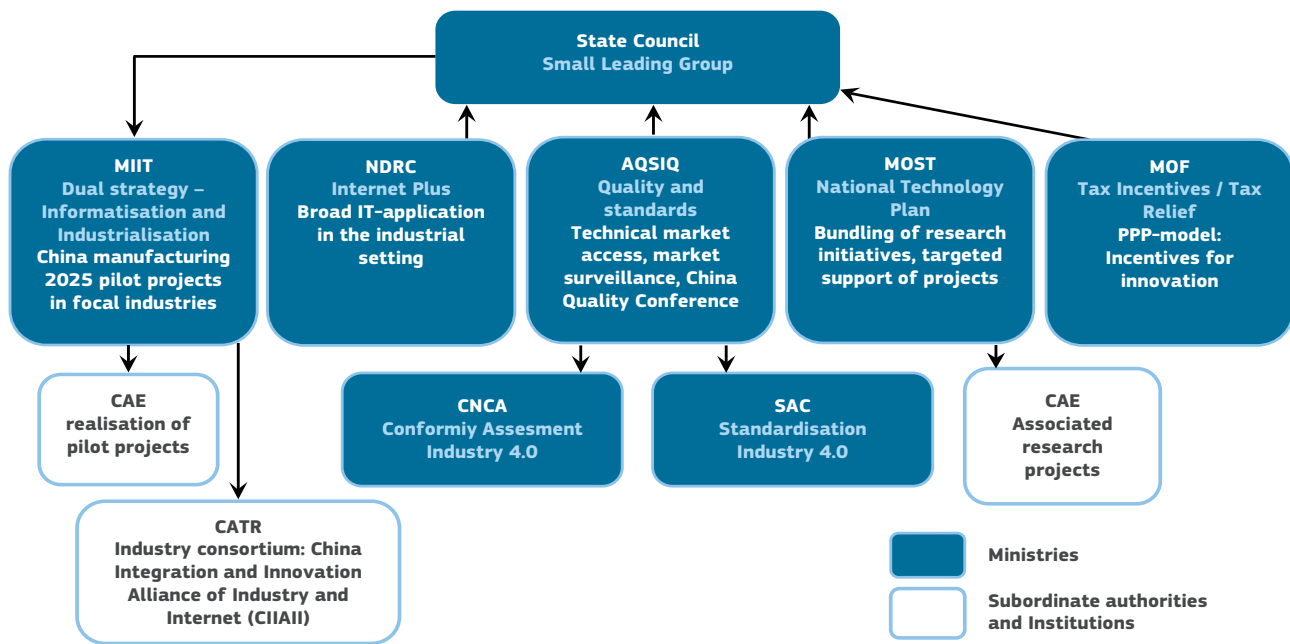 State Council
Small Leading Group
MIIT
Dual strategy –
Informatisation and
Industrialisation
China manufacturing
2025 pilot projects
in focal industries
NDRC
Internet Plus
Broad IT-application
in the industrial
setting
AQSIQ
Quality and
standards
Technical market
access, market
surveillance, China
Quality Conference
MOST
National Technology
Plan
Bundling of research
initiatives, targeted
support of projects
MOF
Tax Incentives / Tax
Relief
PPP-model:
Incentives for
innovation
CAE
realisation of
pilot projects
CNCA
Conformiy Assesment
Industry 4.0
SAC
Standardisation
Industry 4.0
CAE
Associated
research
projects
CATR
Industry consortium: China
Integration and Innovation
Alliance of Industry and
Internet (CIIAII)
Ministries
Subordinate authorities
and Institutions